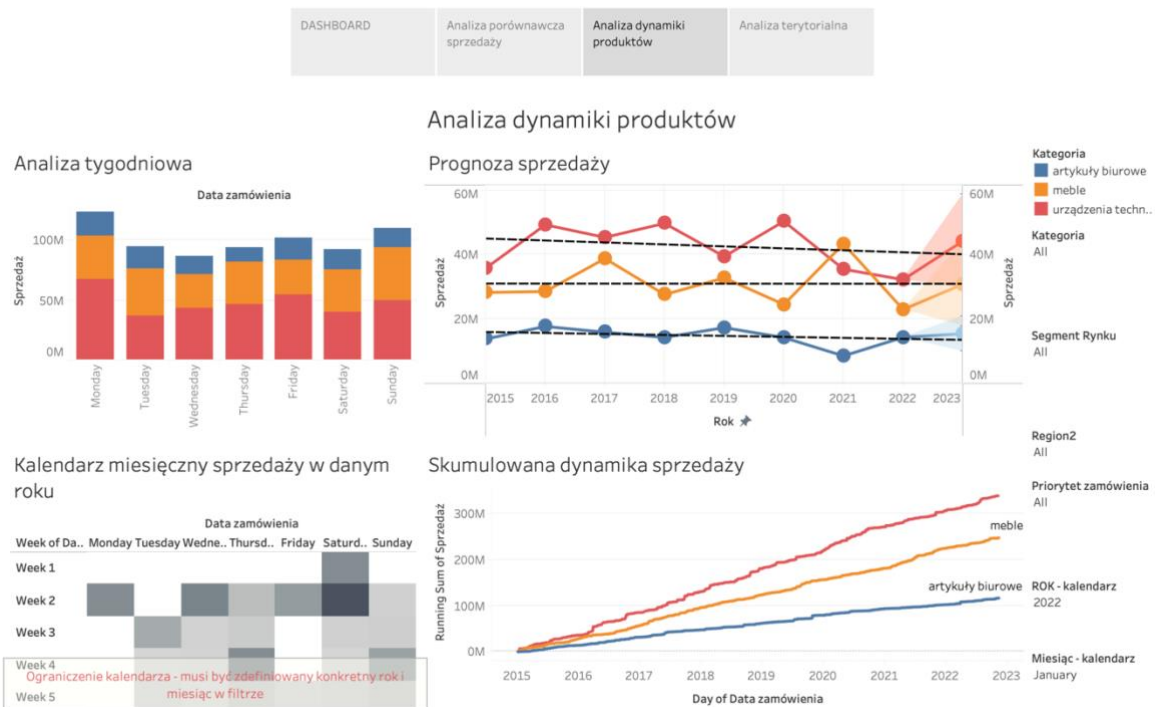 DASHBOARD
Analiza porównawcza
sprzedaży
Analiza dynamiki
produktów
Analiza terytorialna
Analiza dynamiki produktów
Analiza tygodniowa
Data zamówienia
Sprzedaż
100M
50M
0M
Monday
Tuesday
Wednesday
Thursday
Friday
Saturday
Sunday
Prognoza sprzedaży
Sprzedaż
60M
40M
20M
0M
60M
40M
20M
0M
Sprzedaż
2015 2016 2017 2018 2019 2020 2021 2022 2023
Rok
Kategoria
artykuły biurowe
meble
urządzenia techn..
Kategoria
All
Segment Rynku
All
Region2
All
Priorytet zamówienia
All
ROK - kalendarz
2022
Miesiąc - kalendarz
January
Kalendarz miesięczny sprzedaży w danym
roku
Data zamówienia
Week of Da.. Monday Tuesday Wedne.. Thursd.. Friday Saturd.. Sunday
Week 1
Week 2
Week 3
Week 4
Week 5
Ograniczenie kalendarza - musi być zdefiniowany konkretny rok i
miesiąc w filtrze
Skumulowana dynamika sprzedaży
Running Sum of Sprzedaż
300M
200M
100M
0M
meble
artykuły biurowe
2015 2016 2017 2018 2019 2020 2021 2022 2023
Day of Data zamówienia